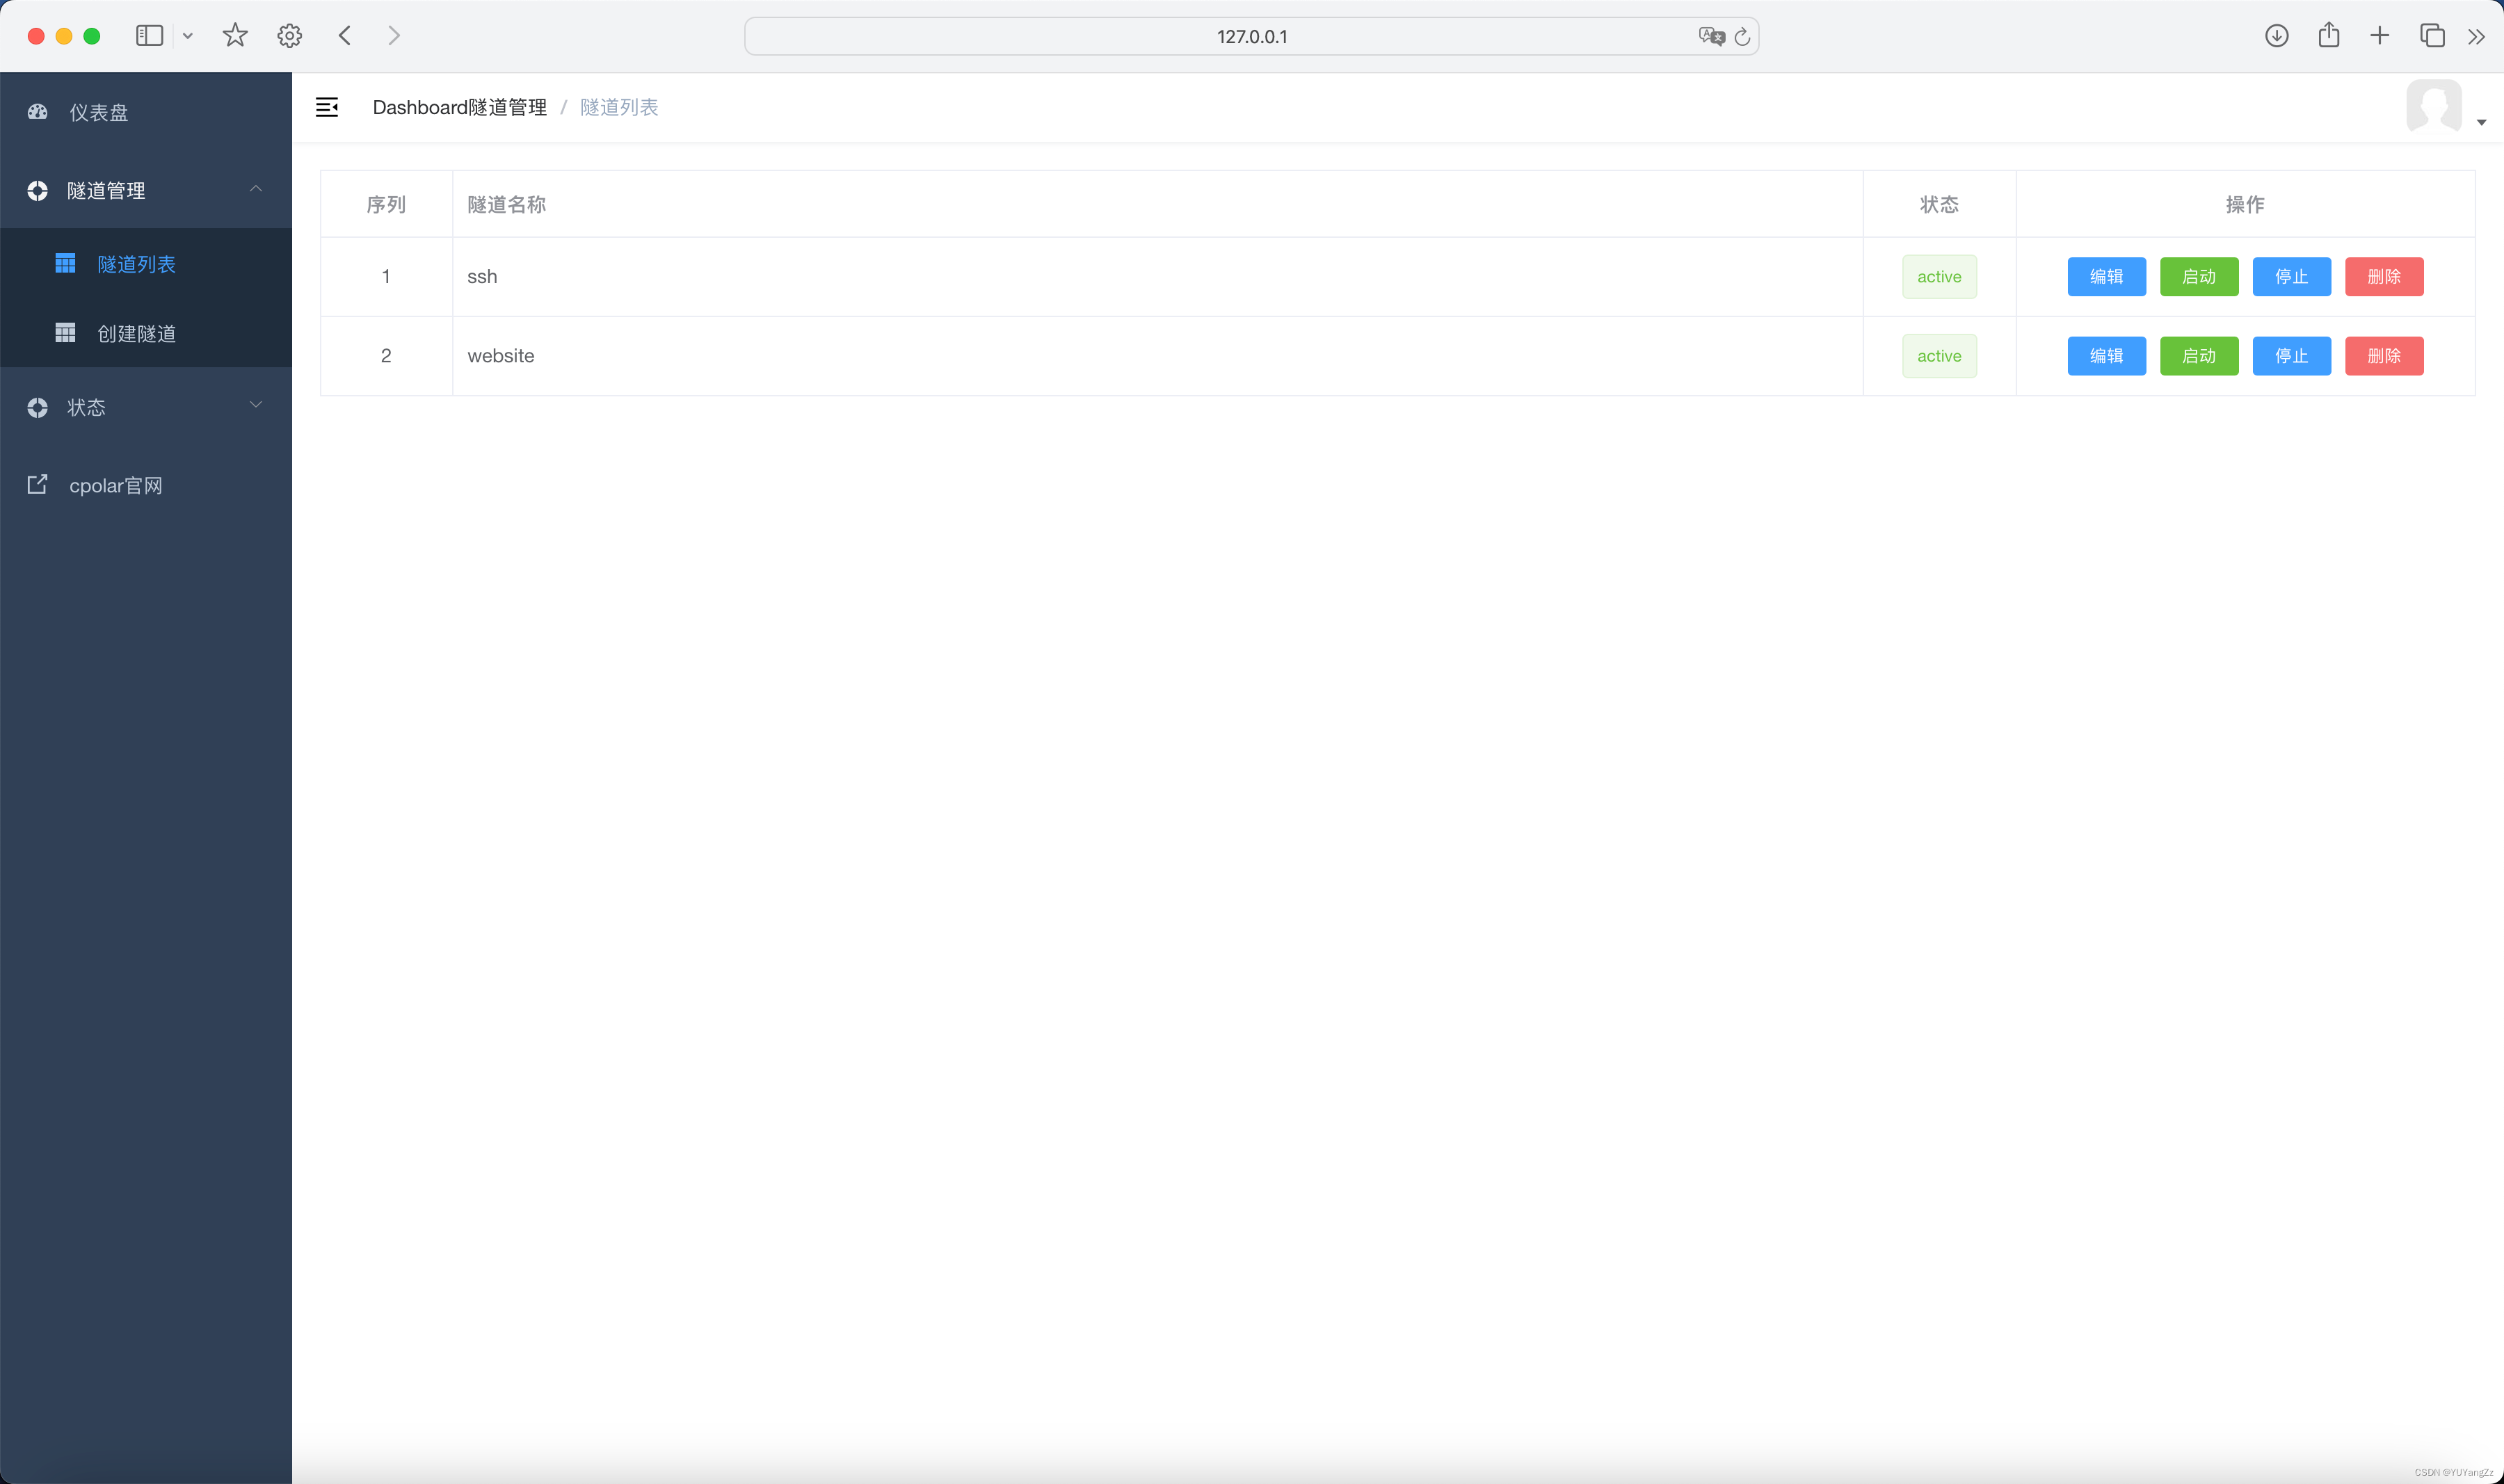 127.0.0.1
仪表盘
隧道管理
隧道列表
创建隧道
状态
cpolar官网
Dashboard隧道管理 / 隧道列表
序列 隧道名称 状态 操作
1 ssh active 编辑 启动 停止 删除
2 website active 编辑 启动 停止 删除
CSDN @YUYangZz